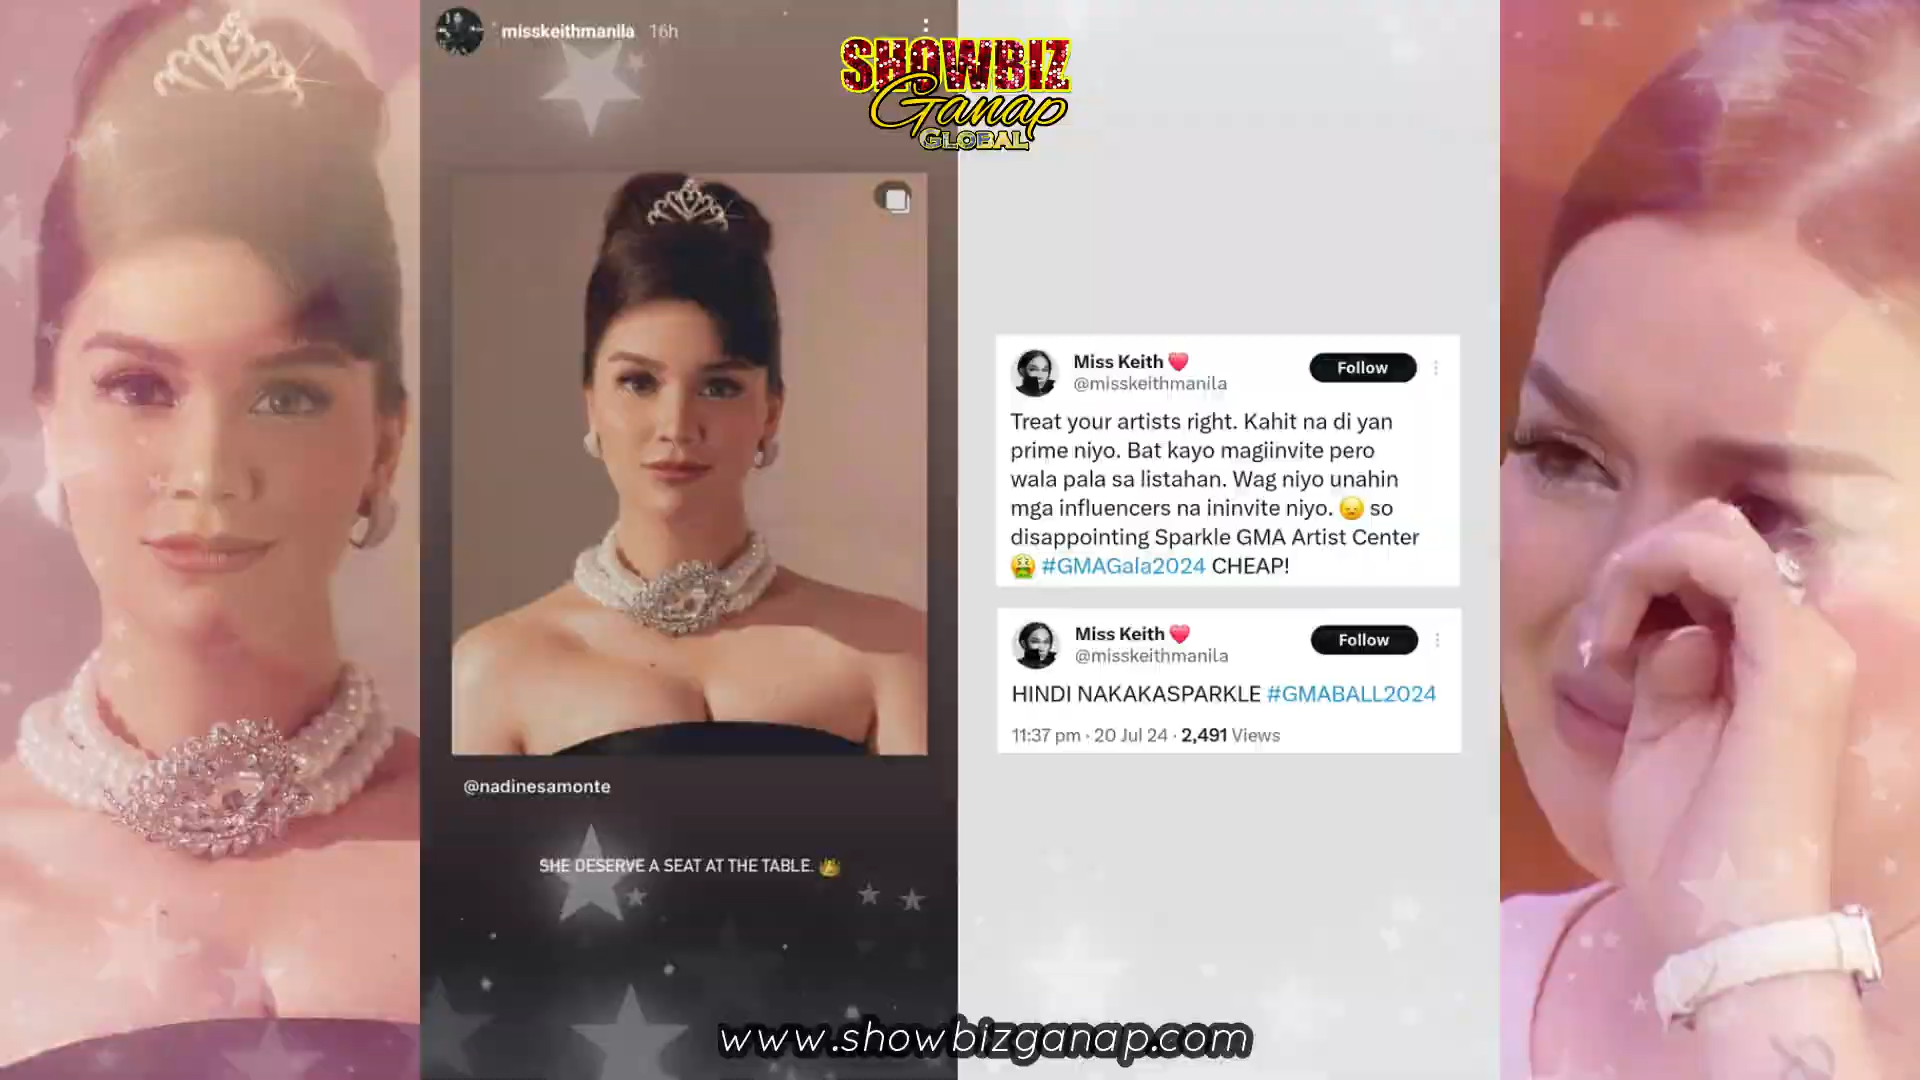 misskeithmanila 16h
SHOWBIZ
Ganap
GLOBAL
@nadinesamonte
SHE DESERVE A SEAT AT THE TABLE. 👑
Miss Keith ❤️
@misskeithmanila
Follow
Treat your artists right. Kahit na di yan
prime niyo. Bat kayo magiinvite pero
wala pala sa listahan. Wag niyo unahin
mga influencers na ininvite niyo. 😞 so
disappointing Sparkle GMA Artist Center
🤮 #GMAGala2024 CHEAP!
Miss Keith ❤️
@misskeithmanila
Follow
HINDI NAKAKASPARKLE #GMABALL2024
11:37 pm · 20 Jul 24 · 2,491 Views
www.showbizganap.com